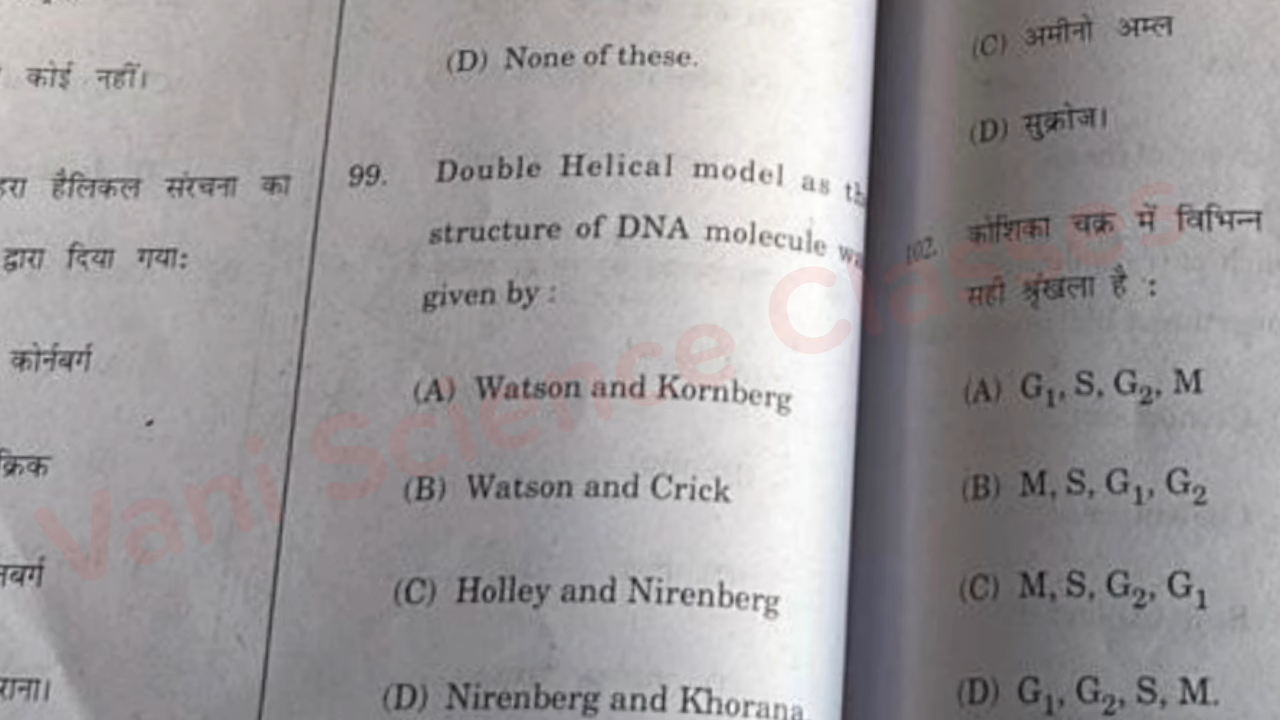 कोई नहीं।
हैलिकल संरचना का
द्वारा दिया गया:
कोर्नबर्ग
क्रिक
(D) None of these.
99. Double Helical model as
structure of DNA molecule
given by :
(A) Watson and Kornberg
(B) Watson and Crick
(C) Holley and Nirenberg
(D) Nirenberg and Khorana
(C) अमीनो अम्ल
(D) सुक्रोज।
102. कोशिका चक्र में विभिन्न
सही श्रृंखला है :
(A) G₁, S, G₂, M
(B) M, S, G₁, G₂
(C) M, S, G₂, G₁
(D) G₁, G₂, S, M.
Vani Science Classes